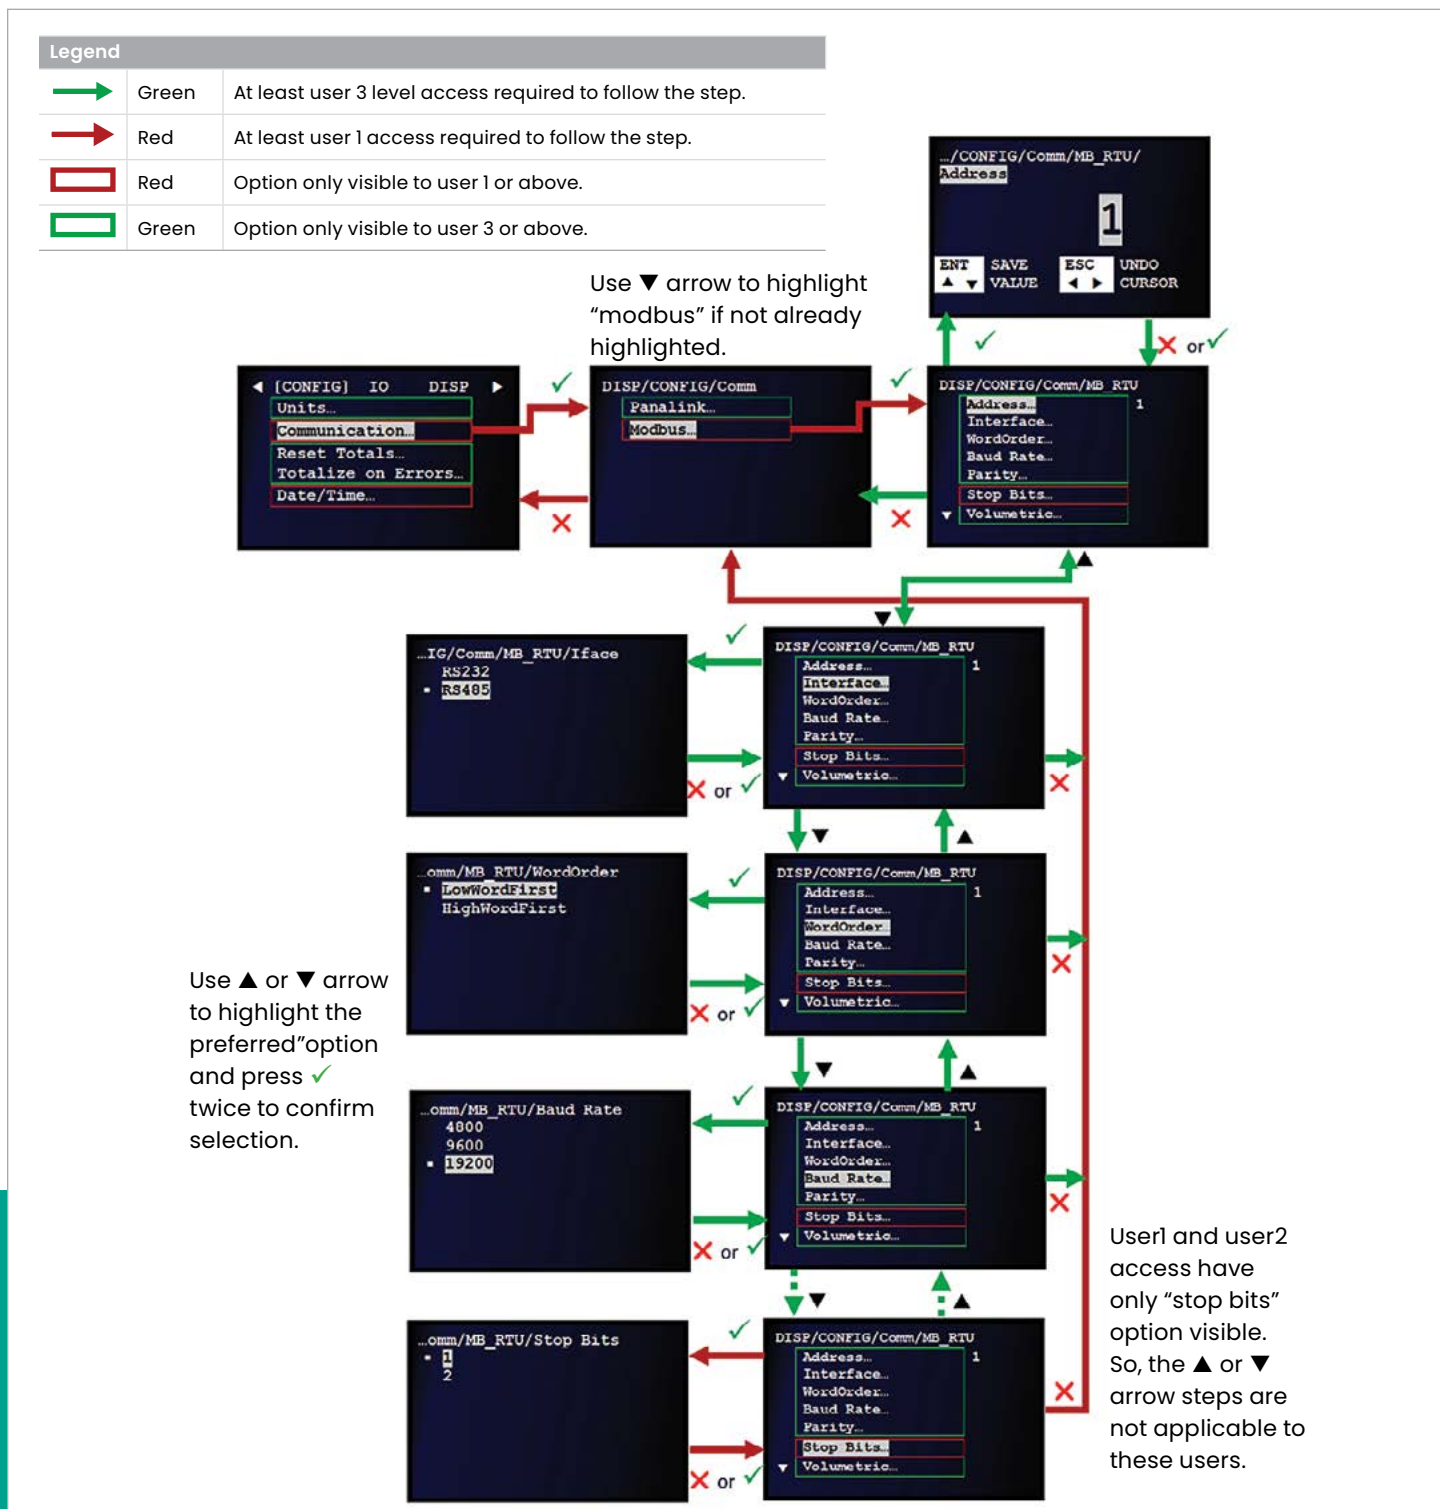 Legend
Green At least user 3 level access required to follow the step.
Red At least user 1 access required to follow the step.
Red Option only visible to user 1 or above.
Green Option only visible to user 3 or above.
…/CONFIG/Comm/MB_RTU/
Address
1
ENT SAVE ESC UNDO
▲ ▼ VALUE ◀ ▶ CURSOR
Use ▼ arrow to highlight
“modbus” if not already
highlighted.
✓
✗ or ✓
◀ [CONFIG] IO DISP ▶
Units…
Communication…
Reset Totals…
Totalize on Errors…
Date/Time…
✓
✗
DISP/CONFIG/Comm
Panalink…
Modbus…
✓
✗
DISP/CONFIG/Comm/MB_RTU
Address… 1
Interface…
WordOrder…
Baud Rate…
Parity…
Stop Bits…
▼ Volumetric…
▲
▼
…IG/Comm/MB_RTU/Iface
RS232
▪ RS485
✓
✗ or ✓
DISP/CONFIG/Comm/MB_RTU
Address… 1
Interface…
WordOrder…
Baud Rate…
Parity…
Stop Bits…
▼ Volumetric…
✗
▼ ▲
…omm/MB_RTU/WordOrder
▪ LowWordFirst
HighWordFirst
✓
✗ or ✓
DISP/CONFIG/Comm/MB_RTU
Address… 1
Interface…
WordOrder…
Baud Rate…
Parity…
Stop Bits…
▼ Volumetric…
✗
Use ▲ or ▼ arrow
to highlight the
preferred”option
and press ✓
twice to confirm
selection.
▼ ▲
…omm/MB_RTU/Baud Rate
4800
9600
▪ 19200
✓
✗ or ✓
DISP/CONFIG/Comm/MB_RTU
Address… 1
Interface…
WordOrder…
Baud Rate…
Parity…
Stop Bits…
▼ Volumetric…
✗
▼ ▲
…omm/MB_RTU/Stop Bits
▪ 1
2
✓
✗ or ✓
DISP/CONFIG/Comm/MB_RTU
Address… 1
Interface…
WordOrder…
Baud Rate…
Parity…
Stop Bits…
▼ Volumetric…
✗
User1 and user2
access have
only “stop bits”
option visible.
So, the ▲ or ▼
arrow steps are
not applicable to
these users.